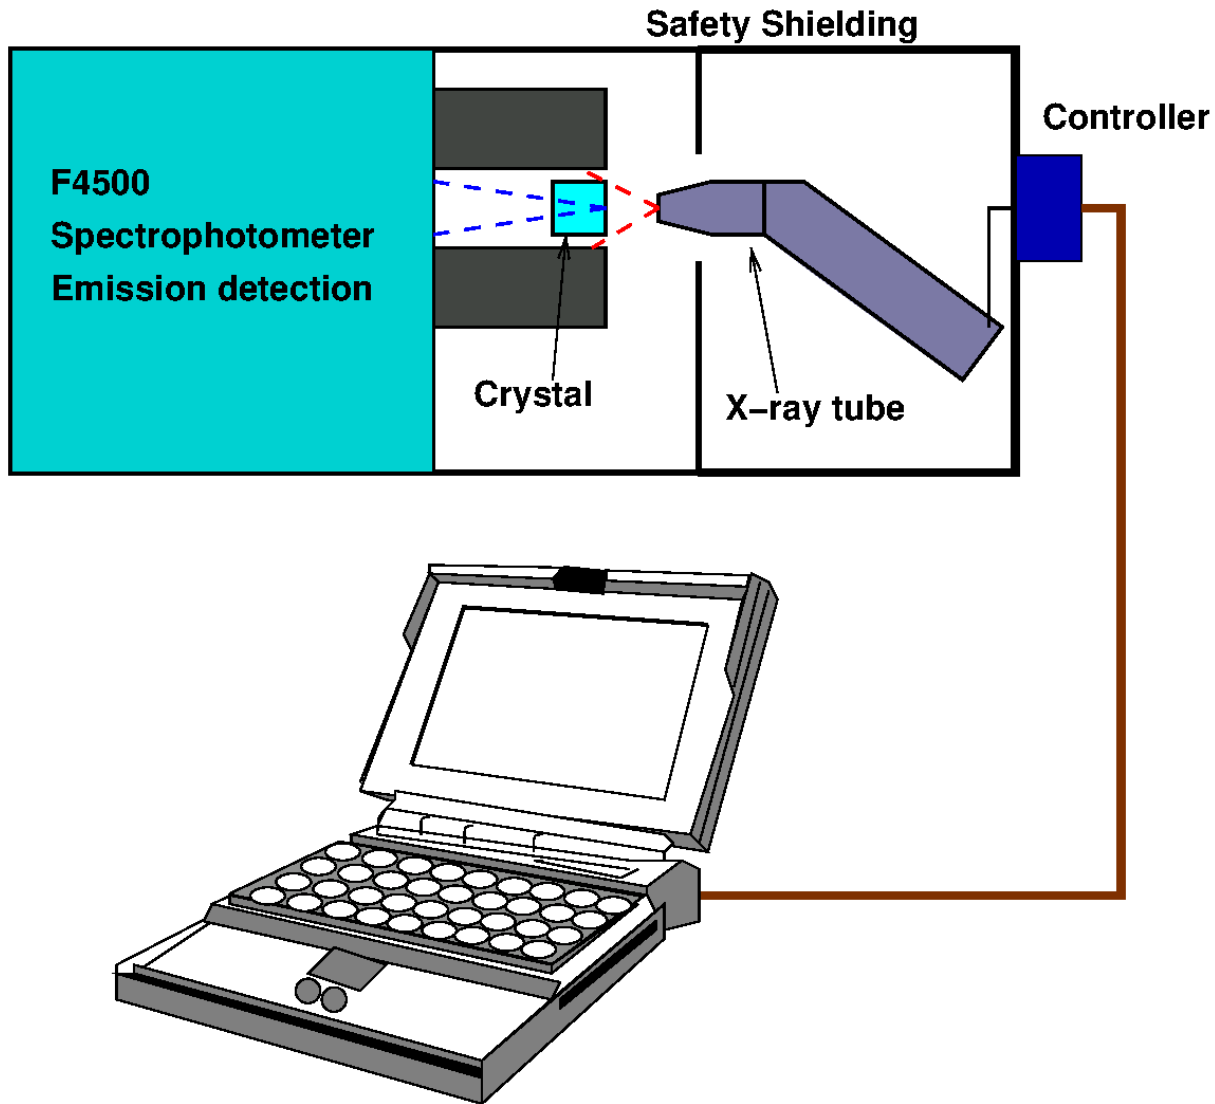 Safety Shielding
Controller
F4500
Spectrophotometer
Emission detection
Crystal
X−ray tube